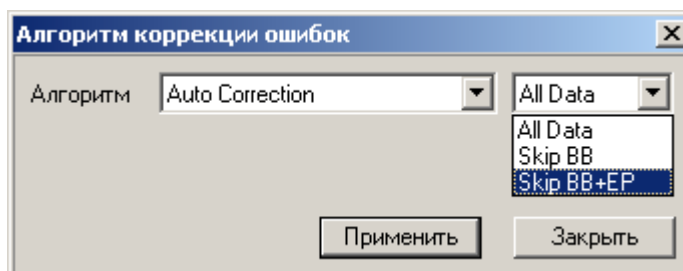 Алгоритм коррекции ошибок
Алгоритм Auto Correction All Data
All Data
Skip BB
Skip BB+EP
Применить Закрыть